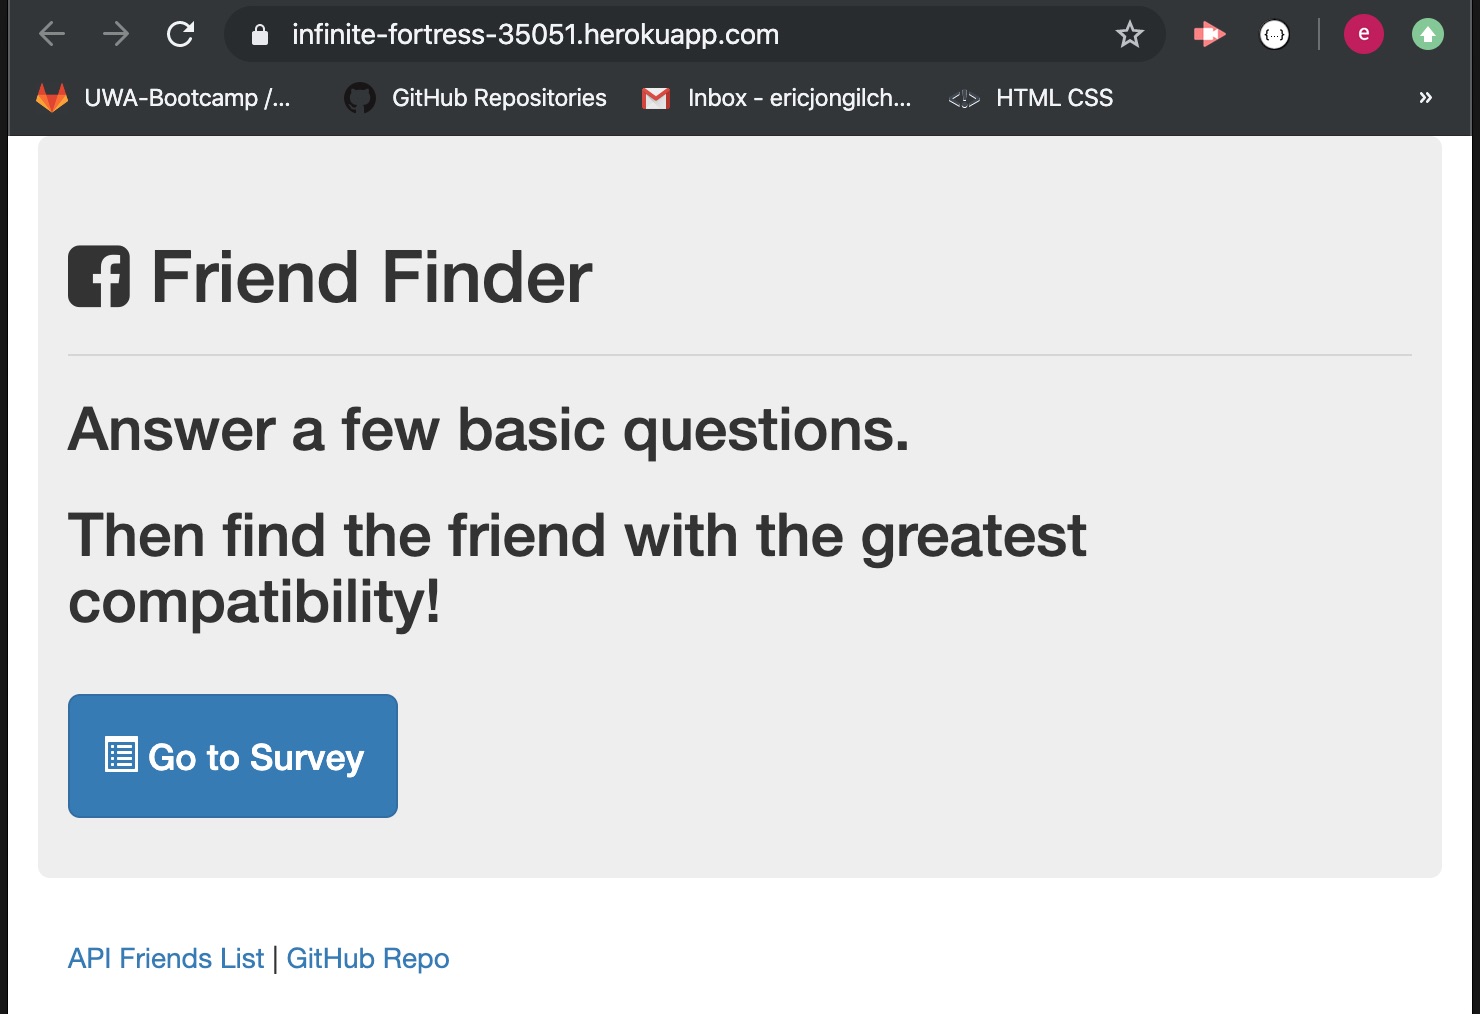 infinite-fortress-35051.herokuapp.com
{...}
e
UWA-Bootcamp /... GitHub Repositories Inbox - ericjongilch... HTML CSS »
Friend Finder
Answer a few basic questions.
Then find the friend with the greatest
compatibility!
Go to Survey
API Friends List | GitHub Repo